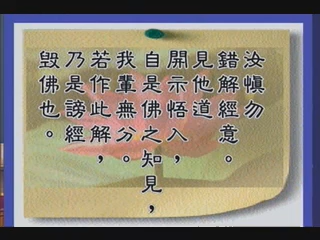 汝慎勿
錯解經意。
見他道
開示悟入，
自是佛之知見，
我輩無分。
若作此解，
乃是謗經
毀佛也。